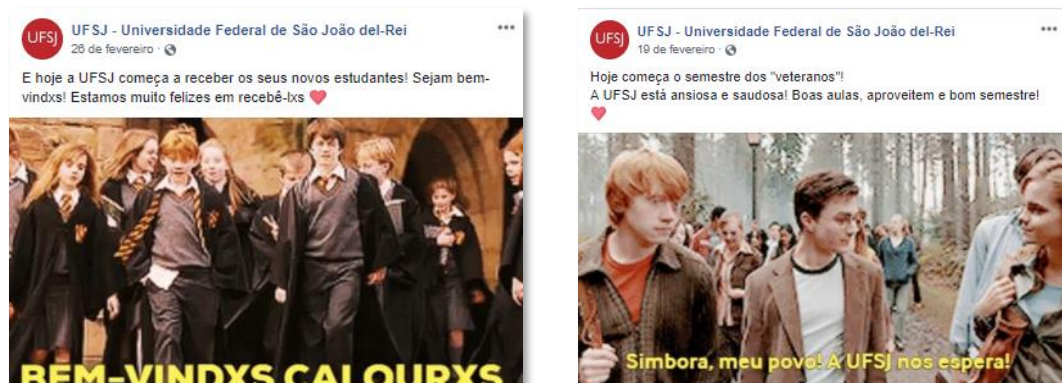 UFSJ
UFSJ - Universidade Federal de São João del-Rei
26 de fevereiro ·
E hoje a UFSJ começa a receber os seus novos estudantes! Sejam bem-
vindxs! Estamos muito felizes em recebê-lxs
BEM-VINDXS CALOURXS
UFSJ
UFSJ - Universidade Federal de São João del-Rei
19 de fevereiro ·
Hoje começa o semestre dos "veteranos"!
A UFSJ está ansiosa e saudosa! Boas aulas, aproveitem e bom semestre!
Simbora, meu povo! A UFSJ nos espera!